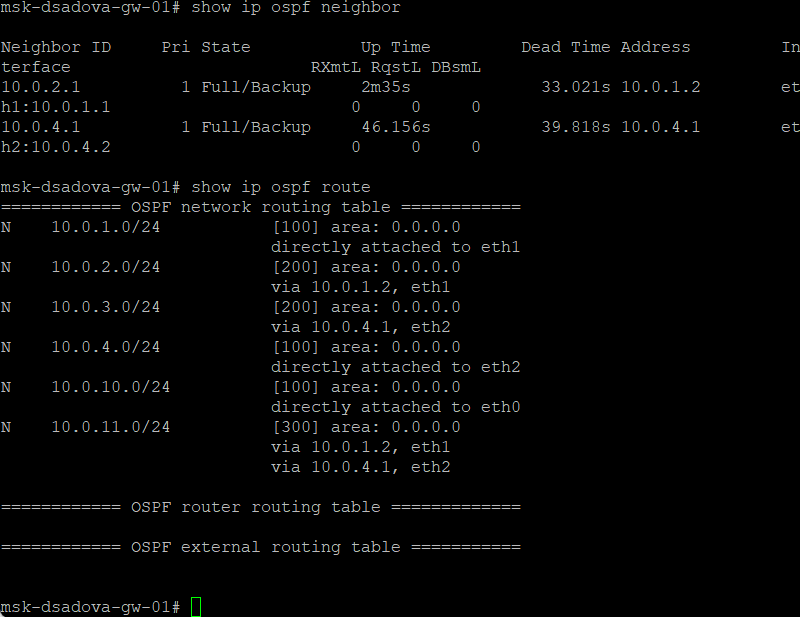 msk-dsadova-gw-01# show ip ospf neighbor

Neighbor ID     Pri State           Up Time         Dead Time Address         In
terface                        RXmtL RqstL DBsmL
10.0.2.1          1 Full/Backup     2m35s             33.021s 10.0.1.2        et
h1:10.0.1.1                        0     0     0
10.0.4.1          1 Full/Backup     46.156s           39.818s 10.0.4.1        et
h2:10.0.4.2                        0     0     0

msk-dsadova-gw-01# show ip ospf route
============ OSPF network routing table ============
N    10.0.1.0/24           [100] area: 0.0.0.0
                           directly attached to eth1
N    10.0.2.0/24           [200] area: 0.0.0.0
                           via 10.0.1.2, eth1
N    10.0.3.0/24           [200] area: 0.0.0.0
                           via 10.0.4.1, eth2
N    10.0.4.0/24           [100] area: 0.0.0.0
                           directly attached to eth2
N    10.0.10.0/24          [100] area: 0.0.0.0
                           directly attached to eth0
N    10.0.11.0/24          [300] area: 0.0.0.0
                           via 10.0.1.2, eth1
                           via 10.0.4.1, eth2

============ OSPF router routing table =============

============ OSPF external routing table ===========


msk-dsadova-gw-01#